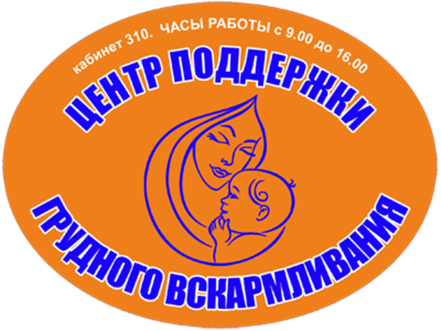 кабинет 310. ЧАСЫ РАБОТЫ с 9.00 до 16.00
ЦЕНТР ПОДДЕРЖКИ
ГРУДНОГО ВСКАРМЛИВАНИЯ